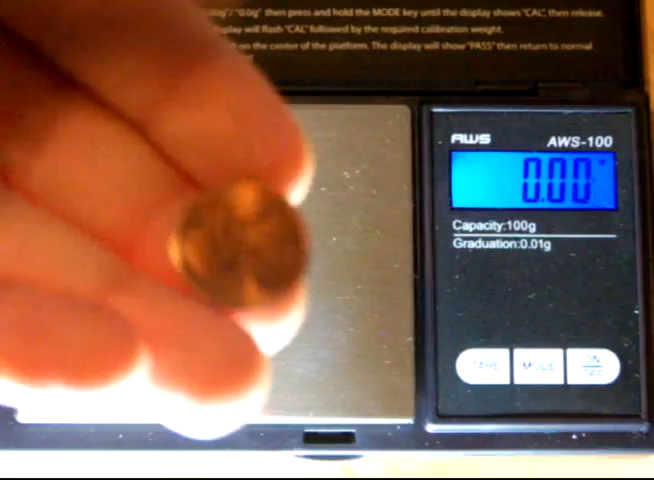 "0.0g" then press and hold the MODE key until the display shows "CAL", then release.
display will flash "CAL" followed by the required calibration weight.
on the center of the platform. The display will show "PASS" then return to normal
AWS
AWS-100
0.00
Capacity:100g
Graduation:0.01g
TARE MODE ON OFF